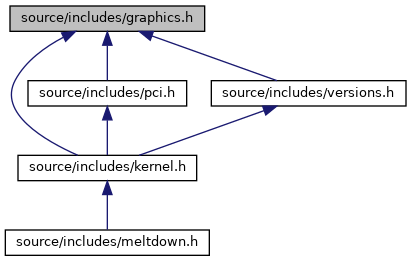 source/includes/graphics.h
source/includes/pci.h
source/includes/versions.h
source/includes/kernel.h
source/includes/meltdown.h